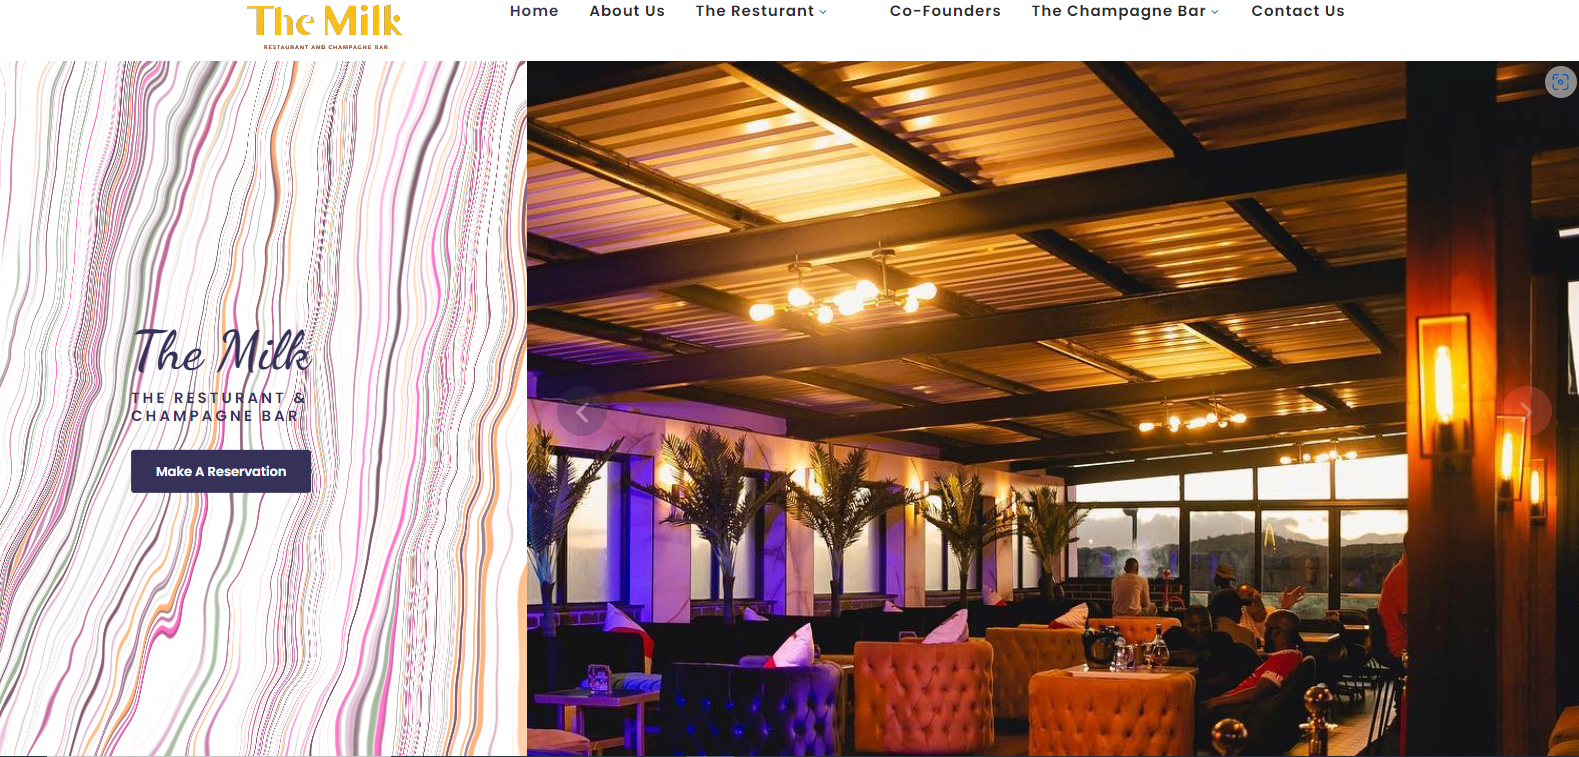 The Milk
RESTAURANT AND CHAMPAGNE BAR
Home About Us The Resturant Co-Founders The Champagne Bar Contact Us
The Milk
THE RESTURANT &
CHAMPAGNE BAR
Make A Reservation